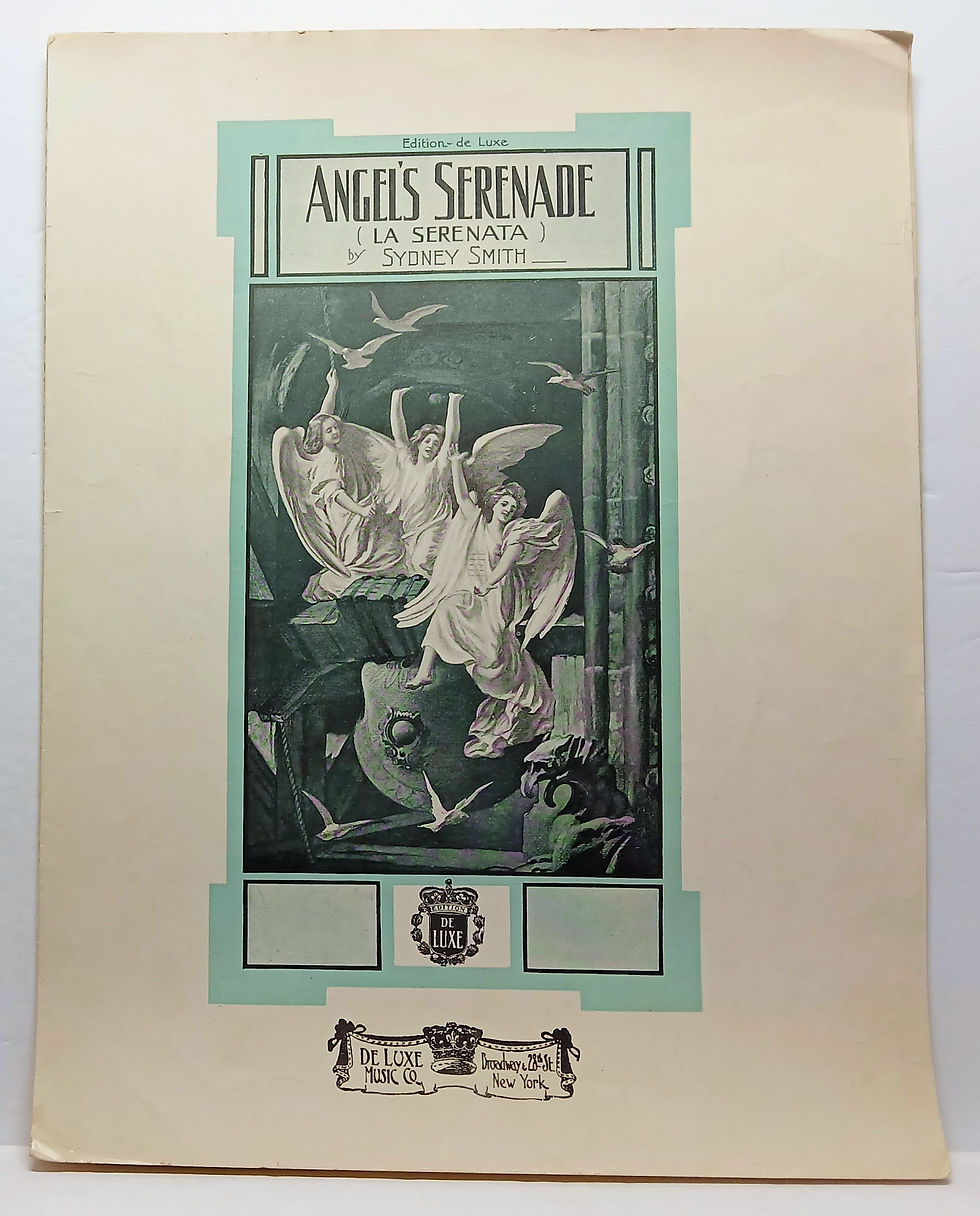 Edition - de Luxe
ANGEL'S SERENADE
( LA SERENATA )
by SYDNEY SMITH
EDITION
DE
LUXE
DE LUXE
MUSIC CO.
Broadway & 28th St.
New York